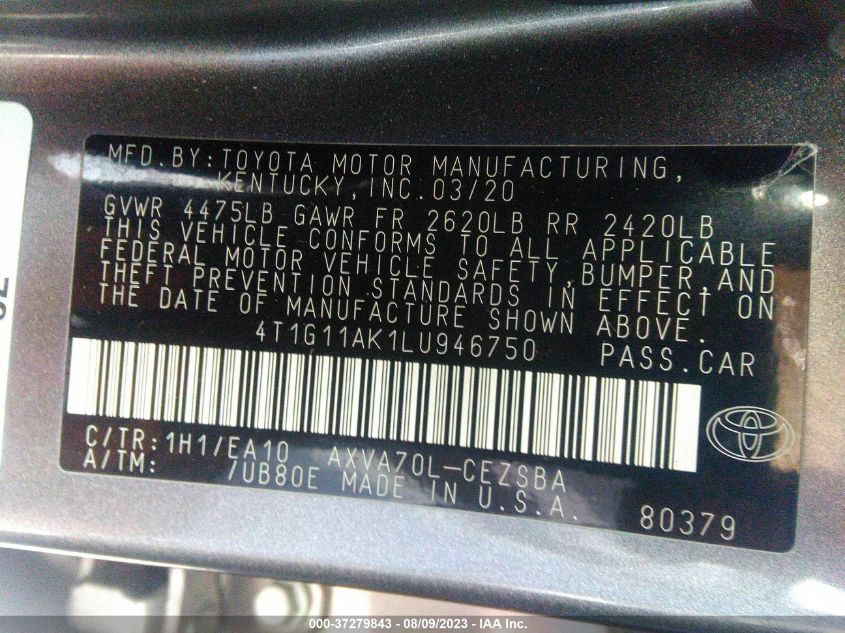 MFD.BY:TOYOTA MOTOR MANUFACTURING,
KENTUCKY,INC.03/20
GVWR 4475LB GAWR FR 2620LB RR 2420LB
THIS VEHICLE CONFORMS TO ALL APPLICABLE
FEDERAL MOTOR VEHICLE SAFETY,BUMPER,AND
THEFT PREVENTION STANDARDS IN EFFECT ON
THE DATE OF MANUFACTURE SHOWN ABOVE.
4T1G11AK1LU946750 PASS.CAR
C/TR:1H1/EA10 AXVA70L-CEZSBA
A/TM: /UB80E MADE IN U.S.A.
80379
000-37279843 — 08/09/2023 — IAA Inc.